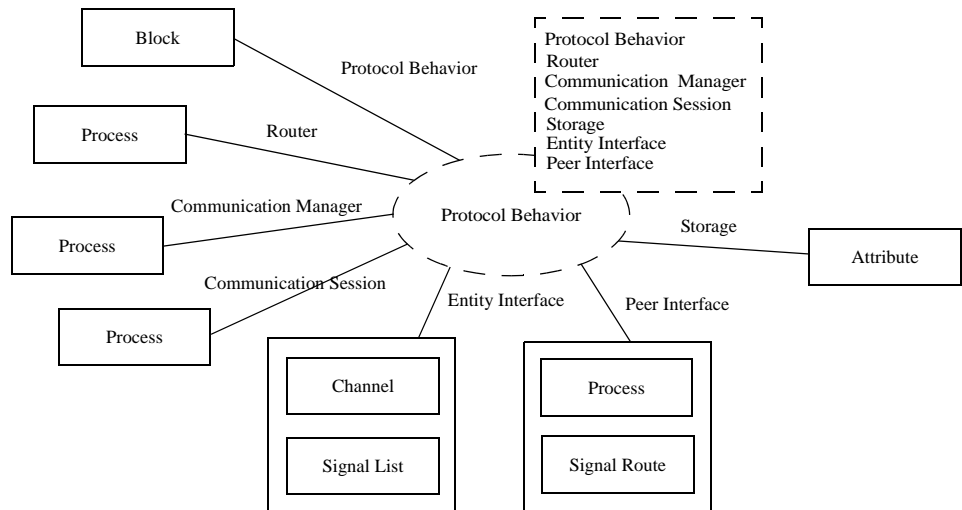 Block
Protocol Behavior
Protocol Behavior
Router
Communication Manager
Communication Session
Storage
Entity Interface
Peer Interface
Process
Router
Communication Manager
Protocol Behavior
Storage
Process
Attribute
Communication Session
Entity Interface
Peer Interface
Process
Channel
Process
Signal List
Signal Route